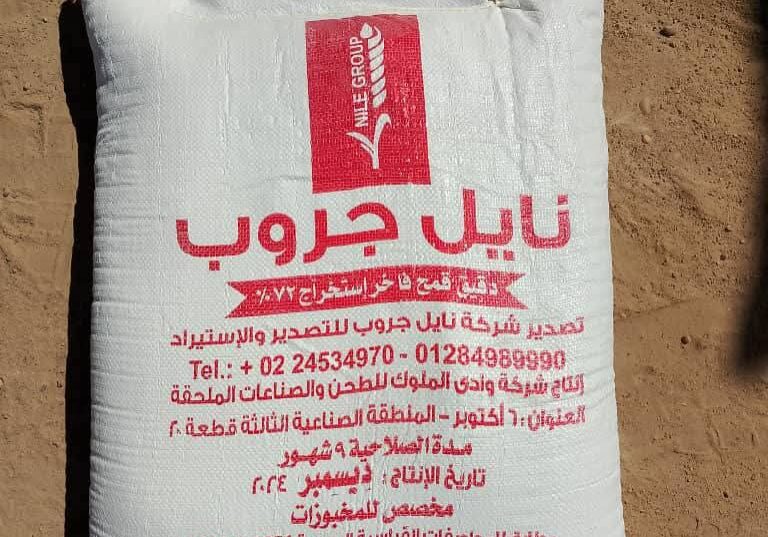 NILE GROUP
نايل جروب
دقيق قمح فاخر استخراج ٧٢٪
تصدير شركة نايل جروب للتصدير والإستيراد
Tel.: + 02 24534970 - 01284989990
إنتاج شركة وادى الملوك للطحن والصناعات الملحقة
العنوان : ٦ أكتوبر – المنطقة الصناعية الثالثة قطعة ٢٠
مدة الصلاحية ٩ شهور
تاريخ الإنتاج : ديسمبر ٢٠٢٤
مخصص للمخبوزات